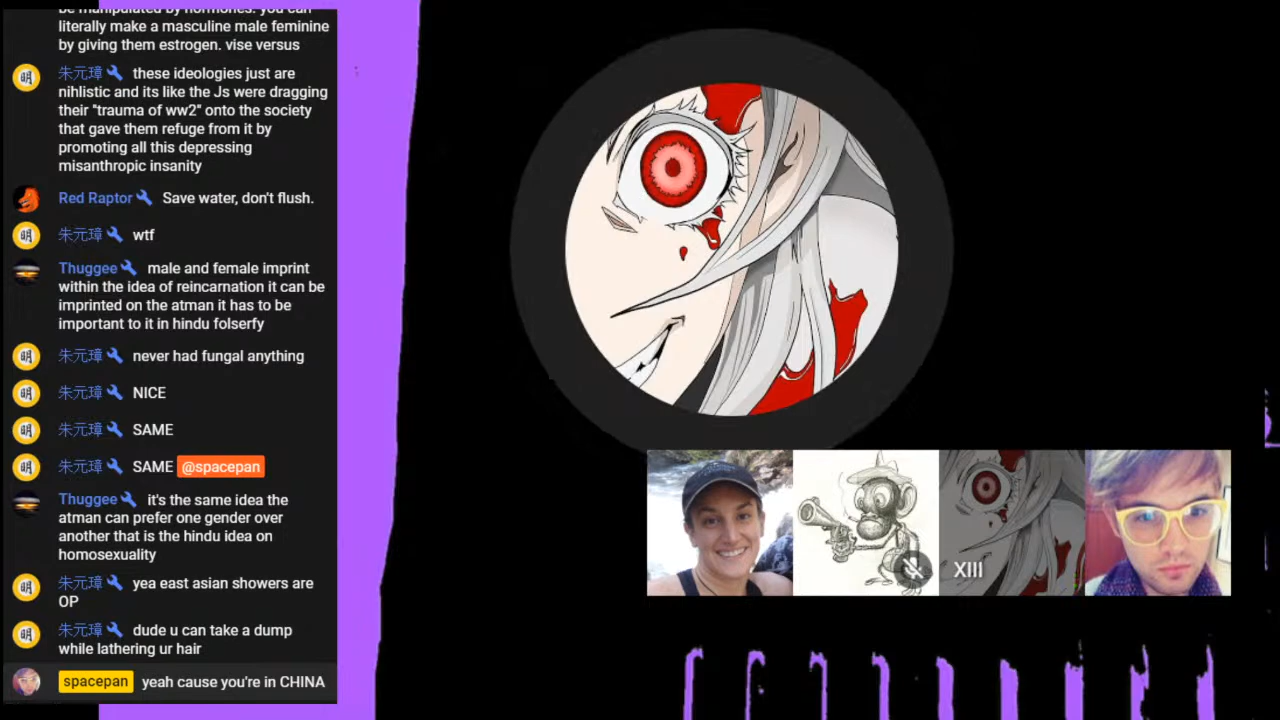 be manipulated by hormones. you can
literally make a masculine male feminine
by giving them estrogen. vise versus
朱元璋 these ideologies just are
nihlistic and its like the Js were dragging
their "trauma of ww2" onto the society
that gave them refuge from it by
promoting all this depressing
misanthropic insanity
Red Raptor Save water, don't flush.
朱元璋 wtf
Thuggee male and female imprint
within the idea of reincarnation it can be
imprinted on the atman it has to be
important to it in hindu folserfy
朱元璋 never had fungal anything
朱元璋 NICE
朱元璋 SAME
朱元璋 SAME @spacepan
Thuggee it's the same idea the
atman can prefer one gender over
another that is the hindu idea on
homosexuality
朱元璋 yea east asian showers are
OP
朱元璋 dude u can take a dump
while lathering ur hair
spacepan yeah cause you're in CHINA
XIII